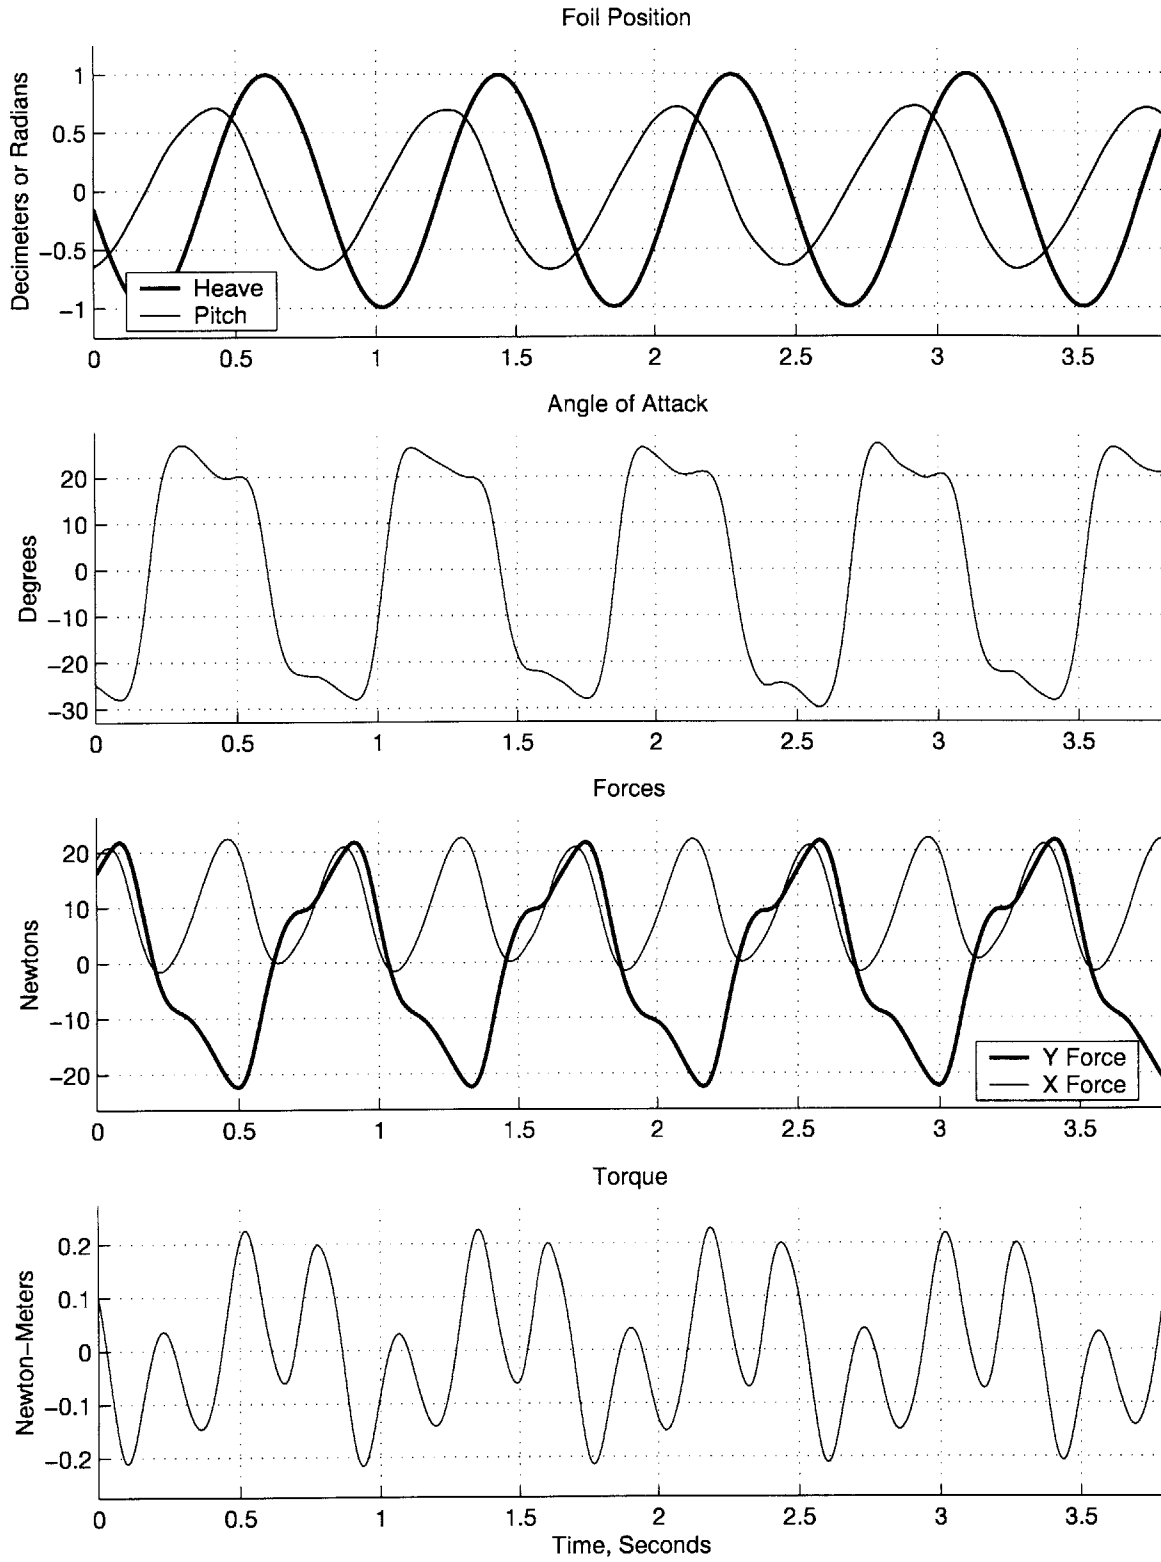 Foil Position
Decimeters or Radians
1
0.5
0
−0.5
−1
Heave
Pitch
0 0.5 1 1.5 2 2.5 3 3.5
Angle of Attack
Degrees
20
10
0
−10
−20
−30
0 0.5 1 1.5 2 2.5 3 3.5
Forces
Newtons
20
10
0
−10
−20
Y Force
X Force
0 0.5 1 1.5 2 2.5 3 3.5
Torque
Newton−Meters
0.2
0.1
0
−0.1
−0.2
0 0.5 1 1.5 2 2.5 3 3.5
Time, Seconds